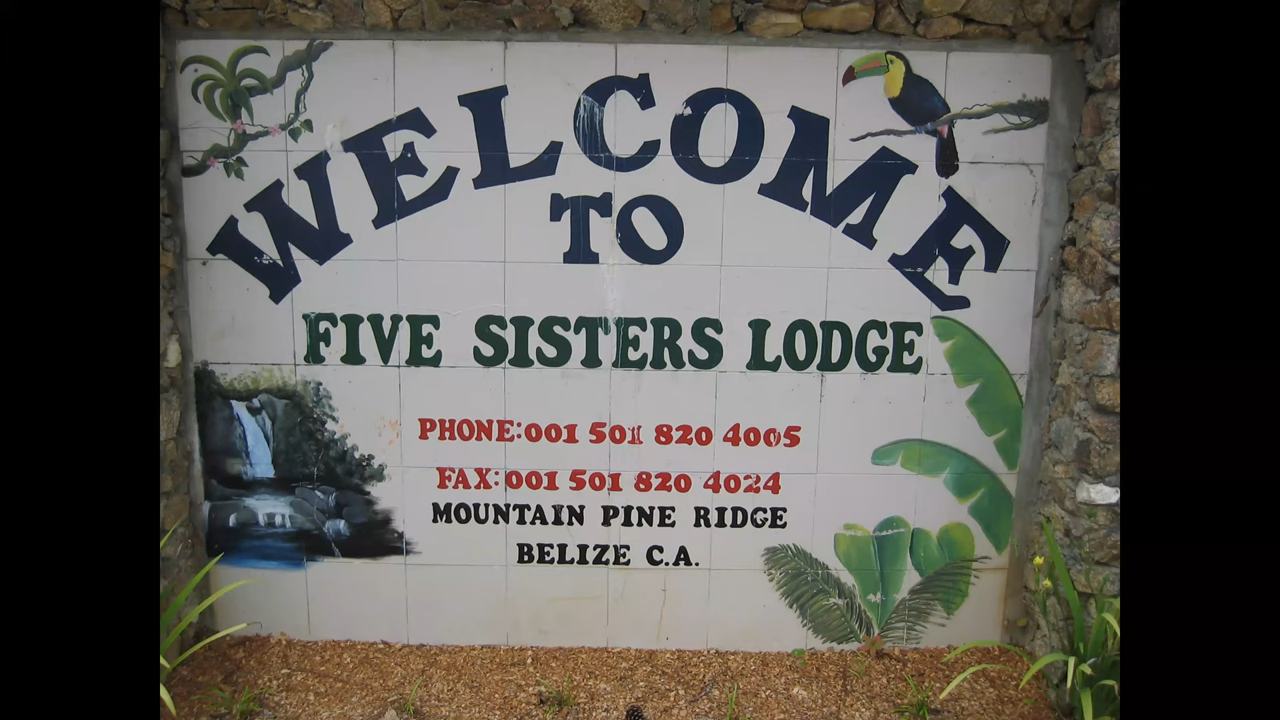 WELCOME
TO
FIVE SISTERS LODGE
PHONE:001 501 820 4005
FAX:001 501 820 4024
MOUNTAIN PINE RIDGE
BELIZE C.A.